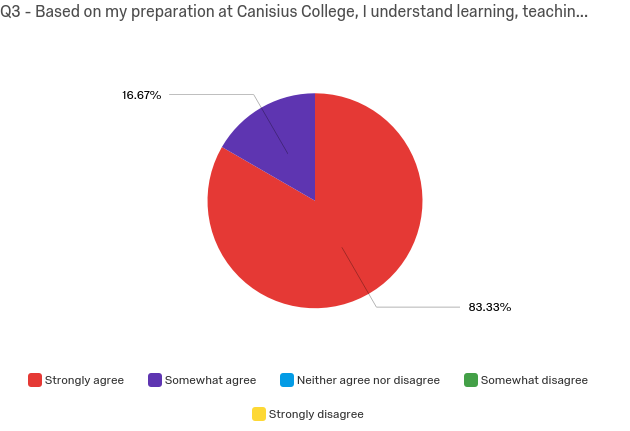 Q3 - Based on my preparation at Canisius College, I understand learning, teachin...
16.67%
83.33%
Strongly agree
Somewhat agree
Neither agree nor disagree
Somewhat disagree
Strongly disagree